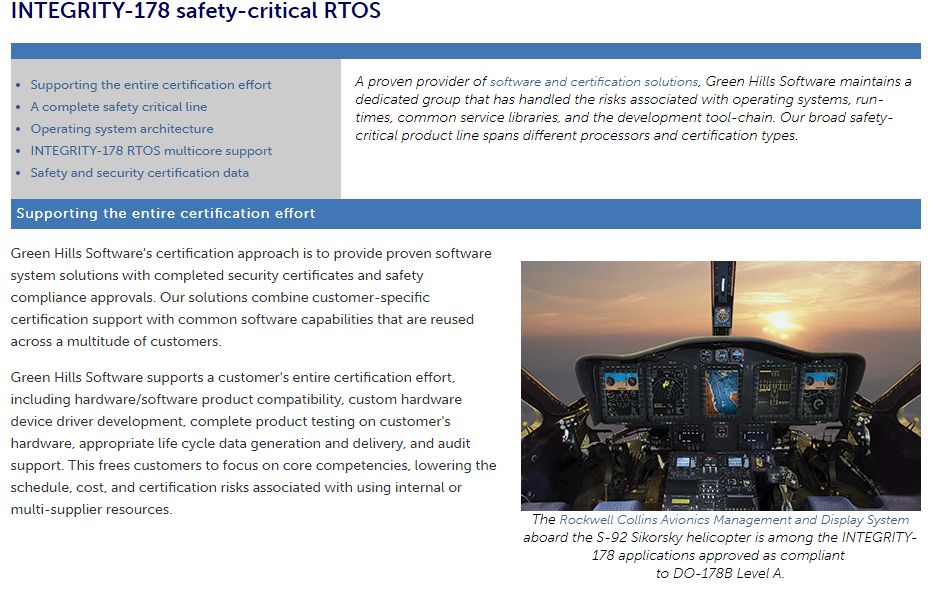 INTEGRITY-178 safety-critical RTOS
• Supporting the entire certification effort
• A complete safety critical line
• Operating system architecture
• INTEGRITY-178 RTOS multicore support
• Safety and security certification data
A proven provider of software and certification solutions, Green Hills Software maintains a
dedicated group that has handled the risks associated with operating systems, run-
times, common service libraries, and the development tool-chain. Our broad safety-
critical product line spans different processors and certification types.
Supporting the entire certification effort
Green Hills Software's certification approach is to provide proven software
system solutions with completed security certificates and safety
compliance approvals. Our solutions combine customer-specific
certification support with common software capabilities that are reused
across a multitude of customers.
Green Hills Software supports a customer's entire certification effort,
including hardware/software product compatibility, custom hardware
device driver development, complete product testing on customer's
hardware, appropriate life cycle data generation and delivery, and audit
support. This frees customers to focus on core competencies, lowering the
schedule, cost, and certification risks associated with using internal or
multi-supplier resources.
The Rockwell Collins Avionics Management and Display System
aboard the S-92 Sikorsky helicopter is among the INTEGRITY-
178 applications approved as compliant
to DO-178B Level A.